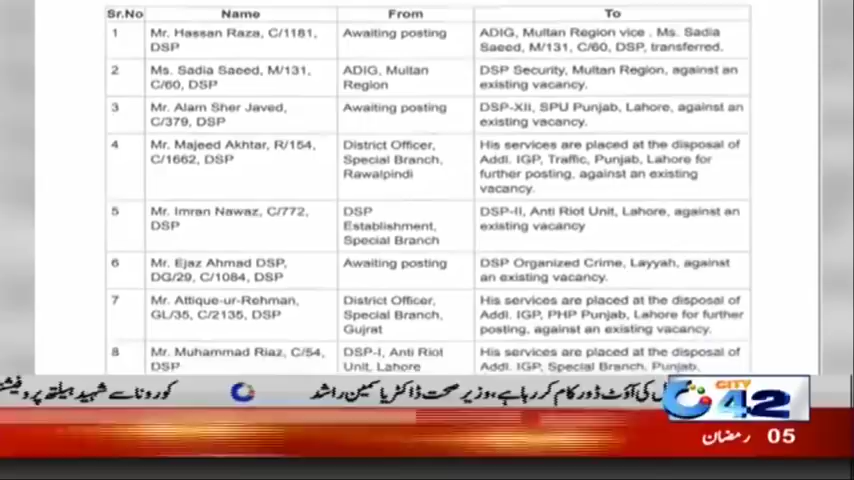 Sr.No Name From To
1 Mr. Hassan Raza, C/1181, Awaiting posting ADIG, Multan Region vice . Ms. Sadia
DSP Saeed, M/131, C/60, DSP, transferred.
2 Ms. Sadia Saeed, M/131, ADIG, Multan DSP Security, Multan Region, against an
C/60, DSP Region existing vacancy.
3 Mr. Alam Sher Javed, Awaiting posting DSP-XII, SPU Punjab, Lahore, against an
C/379, DSP existing vacancy.
4 Mr. Majeed Akhtar, R/154, District Officer, His services are placed at the disposal of
C/1662, DSP Special Branch, Addl. IGP, Traffic, Punjab, Lahore for
Rawalpindi further posting, against an existing
vacancy.
5 Mr. Imran Nawaz, C/772, DSP DSP-II, Anti Riot Unit, Lahore, against an
DSP Establishment, existing vacancy
Special Branch
6 Mr. Ejaz Ahmad DSP, Awaiting posting DSP Organized Crime, Layyah, against
DG/29, C/1084, DSP an existing vacancy.
7 Mr. Attique-ur-Rehman, District Officer, His services are placed at the disposal of
GL/35, C/2135, DSP Special Branch, Addl. IGP, PHP Punjab, Lahore for further
Gujrat posting, against an existing vacancy.
8 Mr. Muhammad Riaz, C/54, DSP-I, Anti Riot His services are placed at the disposal of
DSP Unit, Lahore Addl. IGP, Special Branch, Punjab,
کی آؤٹ ڈور کام کر رہا ہے، وزیر صحت ڈاکٹر یاسمین راشد کورونا سے شہید ہیلتھ
CITY
42
05 رمضان